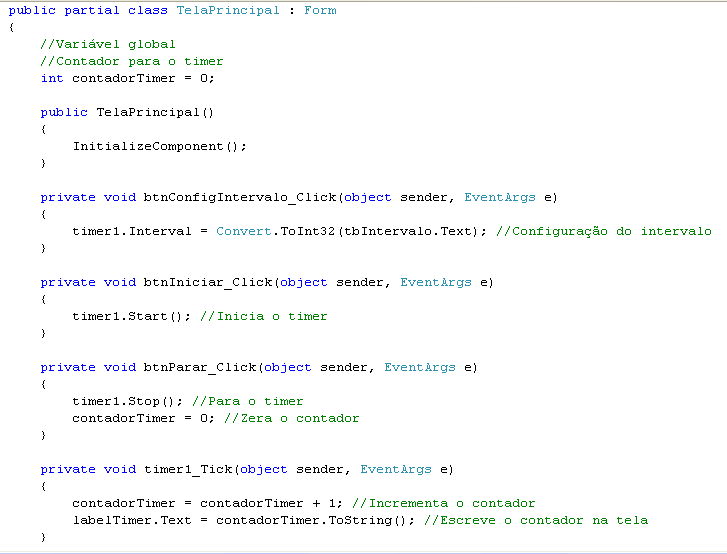 public partial class TelaPrincipal : Form
{
    //Variável global
    //Contador para o timer
    int contadorTimer = 0;

    public TelaPrincipal()
    {
        InitializeComponent();
    }

    private void btnConfigIntervalo_Click(object sender, EventArgs e)
    {
        timer1.Interval = Convert.ToInt32(tbIntervalo.Text); //Configuração do intervalo
    }

    private void btnIniciar_Click(object sender, EventArgs e)
    {
        timer1.Start(); //Inicia o timer
    }

    private void btnParar_Click(object sender, EventArgs e)
    {
        timer1.Stop(); //Para o timer
        contadorTimer = 0; //Zera o contador
    }

    private void timer1_Tick(object sender, EventArgs e)
    {
        contadorTimer = contadorTimer + 1; //Incrementa o contador
        labelTimer.Text = contadorTimer.ToString(); //Escreve o contador na tela
    }